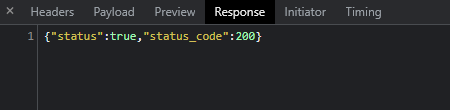 × Headers Payload Preview Response Initiator Timing
1 {"status":true,"status_code":200}